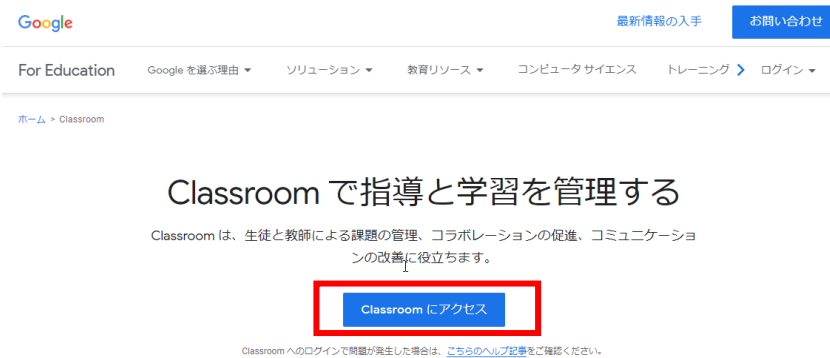 Google
最新情報の入手
お問い合わせ
For Education
Google を選ぶ理由
ソリューション
教育リソース
コンピュータ サイエンス
トレーニング
ログイン
ホーム > Classroom
Classroom で指導と学習を管理する
Classroom は、生徒と教師による課題の管理、コラボレーションの促進、コミュニケーショ
ンの改善に役立ちます。
Classroom にアクセス
Classroom へのログインで問題が発生した場合は、こちらのヘルプ記事をご確認ください。